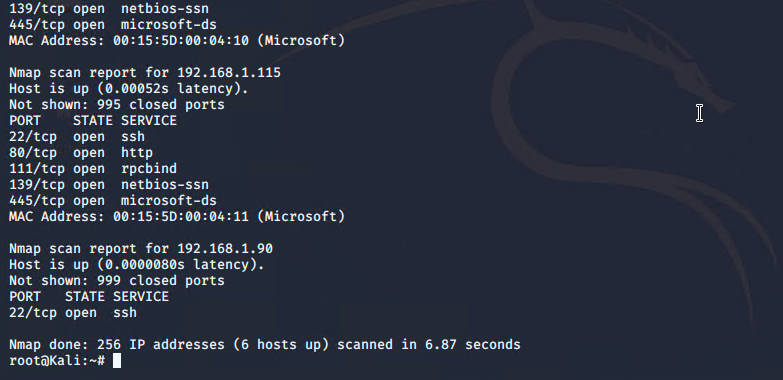 139/tcp open  netbios-ssn
445/tcp open  microsoft-ds
MAC Address: 00:15:5D:00:04:10 (Microsoft)

Nmap scan report for 192.168.1.115
Host is up (0.00052s latency).
Not shown: 995 closed ports
PORT    STATE SERVICE
22/tcp  open  ssh
80/tcp  open  http
111/tcp open  rpcbind
139/tcp open  netbios-ssn
445/tcp open  microsoft-ds
MAC Address: 00:15:5D:00:04:11 (Microsoft)

Nmap scan report for 192.168.1.90
Host is up (0.0000080s latency).
Not shown: 999 closed ports
PORT   STATE SERVICE
22/tcp open  ssh

Nmap done: 256 IP addresses (6 hosts up) scanned in 6.87 seconds
root@Kali:~#